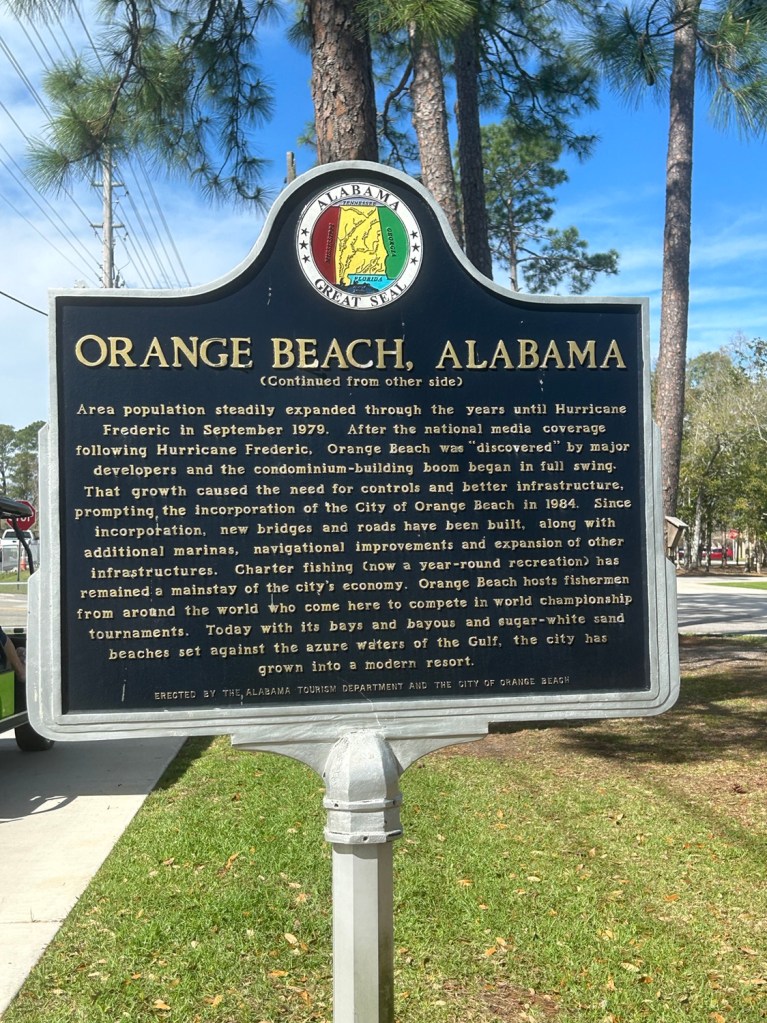 ALABAMA
TENNESSEE
GEORGIA
FLORIDA
GREAT SEAL
ORANGE BEACH, ALABAMA
(Continued from other side)
Area population steadily expanded through the years until Hurricane
Frederic in September 1979. After the national media coverage
following Hurricane Frederic, Orange Beach was "discovered" by major
developers and the condominium-building boom began in full swing.
That growth caused the need for controls and better infrastructure,
prompting the incorporation of the City of Orange Beach in 1984. Since
incorporation, new bridges and roads have been built, along with
additional marinas, navigational improvements and expansion of other
infrastructures. Charter fishing (now a year-round recreation) has
remained a mainstay of the city's economy. Orange Beach hosts fishermen
from around the world who come here to compete in world championship
tournaments. Today with its bays and bayous and sugar-white sand
beaches set against the azure waters of the Gulf, the city has
grown into a modern resort.
ERECTED BY THE ALABAMA TOURISM DEPARTMENT AND THE CITY OF ORANGE BEACH